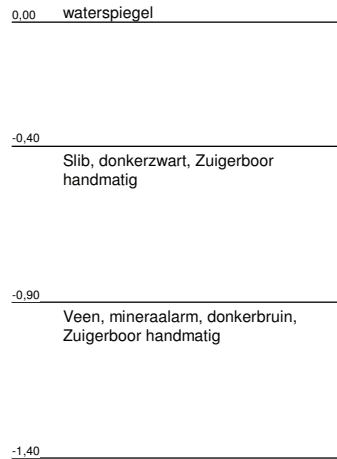 0,00 waterspiegel
-0,40
Slib, donkerzwart, Zuigerboor
handmatig
-0,90
Veen, mineraalarm, donkerbruin,
Zuigerboor handmatig
-1,40